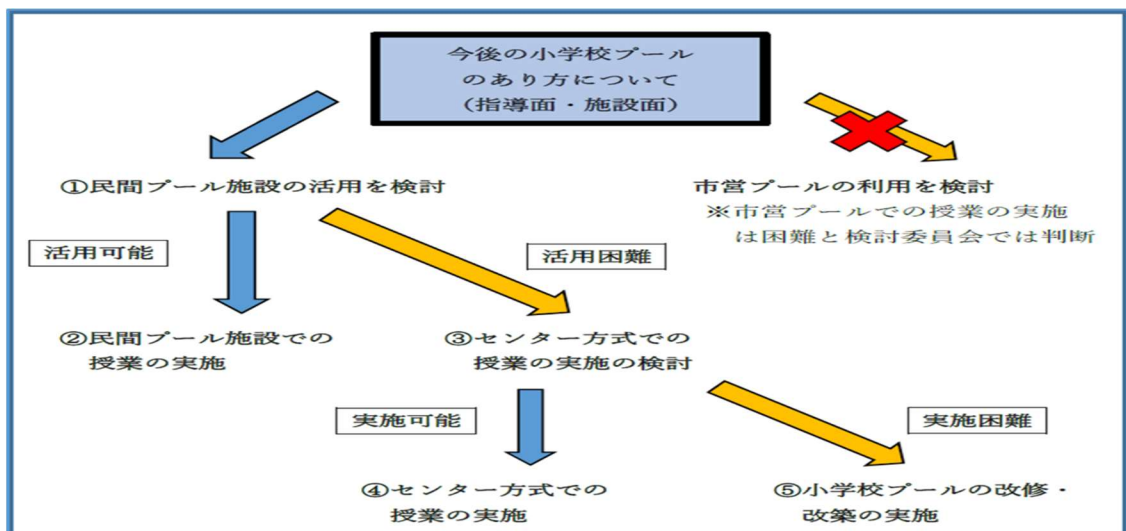 今後の小学校プール
のあり方について
(指導面・施設面)
①民間プール施設の活用を検討
市営プールの利用を検討
※市営プールでの授業の実施
は困難と検討委員会では判断
活用可能
活用困難
②民間プール施設での
授業の実施
③センター方式での
授業の実施の検討
実施可能
実施困難
④センター方式での
授業の実施
⑤小学校プールの改修・
改築の実施